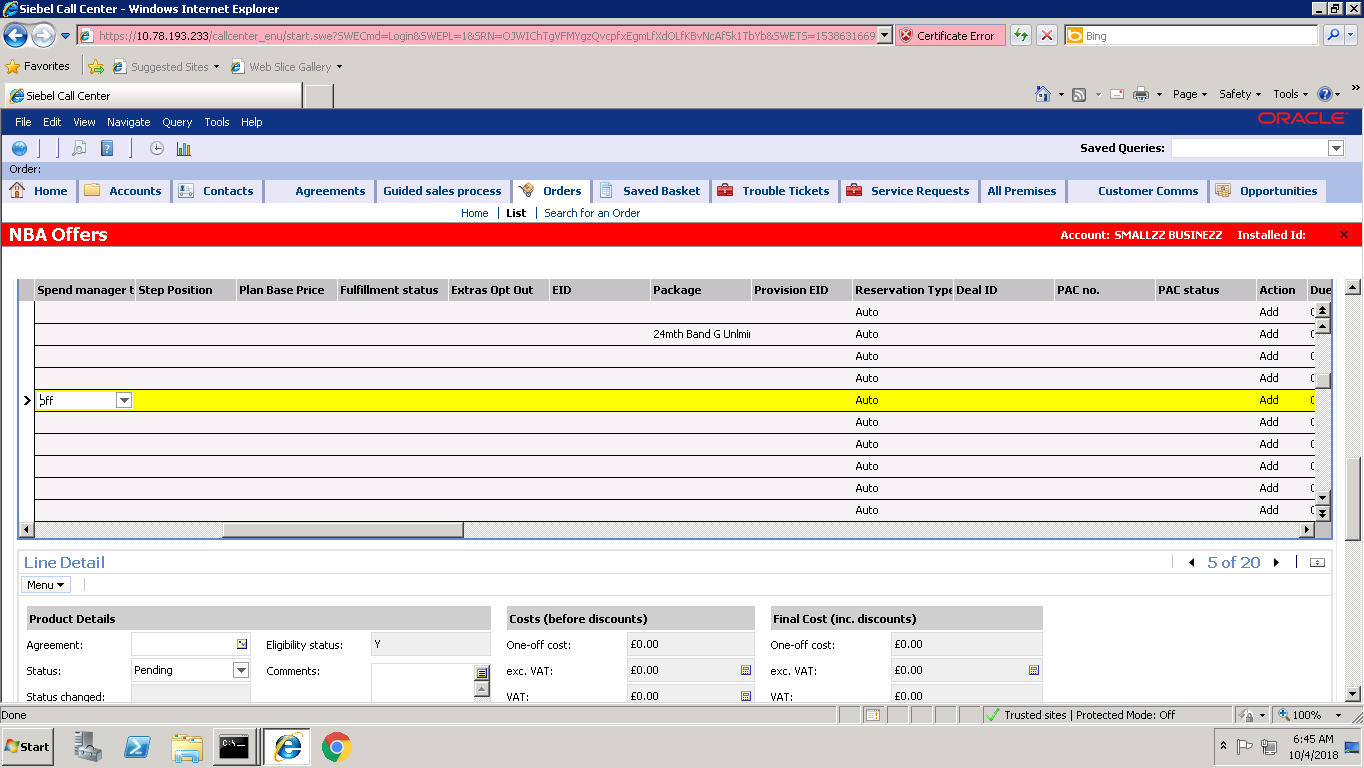 Siebel Call Center - Windows Internet Explorer
https://10.78.193.233/callcenter_enu/start.swe?SWECmd=Login&SWEPL=1&SRN=OJWIChTgVFMYgzQvcpfxEgmLfXdOLfKBvNcAf5k1TbYb&SWETS=1538631669 Certificate Error Bing
Favorites Suggested Sites Web Slice Gallery
Siebel Call Center Page Safety Tools
File Edit View Navigate Query Tools Help ORACLE
Saved Queries:
Order:
Home Accounts Contacts Agreements Guided sales process Orders Saved Basket Trouble Tickets Service Requests All Premises Customer Comms Opportunities
Home List Search for an Order
NBA Offers Account: SMALLZZ BUSINEZZ Installed Id:
Spend manager t Step Position Plan Base Price Fulfillment status Extras Opt Out EID Package Provision EID Reservation Type Deal ID PAC no. PAC status Action Due
Auto Add
24mth Band G Unlmi Auto Add
Auto Add
Auto Add
off Auto Add
Auto Add
Auto Add
Auto Add
Auto Add
Auto Add
Line Detail 5 of 20
Menu
Product Details Costs (before discounts) Final Cost (inc. discounts)
Agreement: Eligibility status: Y One-off cost: £0.00 One-off cost: £0.00
Status: Pending Comments: exc. VAT: £0.00 exc. VAT: £0.00
Status changed: VAT: £0.00 VAT: £0.00
Done Trusted sites | Protected Mode: Off 100%
Start 6:45 AM
10/4/2018